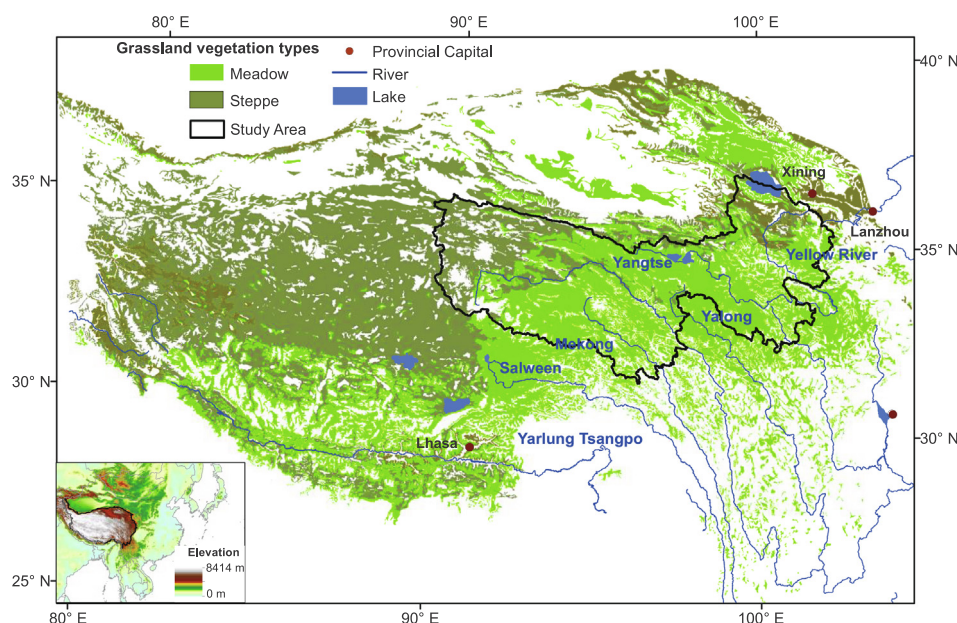 80° E
90° E
100° E
Grassland vegetation types
Meadow
Steppe
Study Area
Provincial Capital
River
Lake
40° N
35° N
Xining
Lanzhou
35° N
Yangtse
Yellow River
Yalong
Mekong
Salween
30° N
Lhasa
Yarlung Tsangpo
30° N
Elevation
8414 m
0 m
25° N
80° E
90° E
100° E